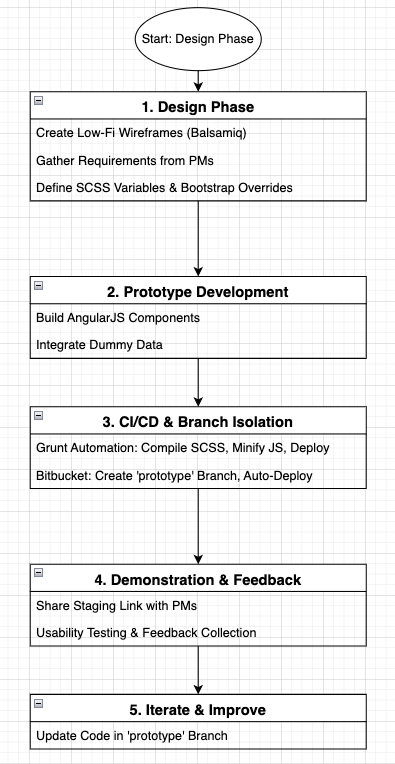 Start: Design Phase
1. Design Phase
Create Low-Fi Wireframes (Balsamiq)
Gather Requirements from PMs
Define SCSS Variables & Bootstrap Overrides
2. Prototype Development
Build AngularJS Components
Integrate Dummy Data
3. CI/CD & Branch Isolation
Grunt Automation: Compile SCSS, Minify JS, Deploy
Bitbucket: Create 'prototype' Branch, Auto-Deploy
4. Demonstration & Feedback
Share Staging Link with PMs
Usability Testing & Feedback Collection
5. Iterate & Improve
Update Code in 'prototype' Branch